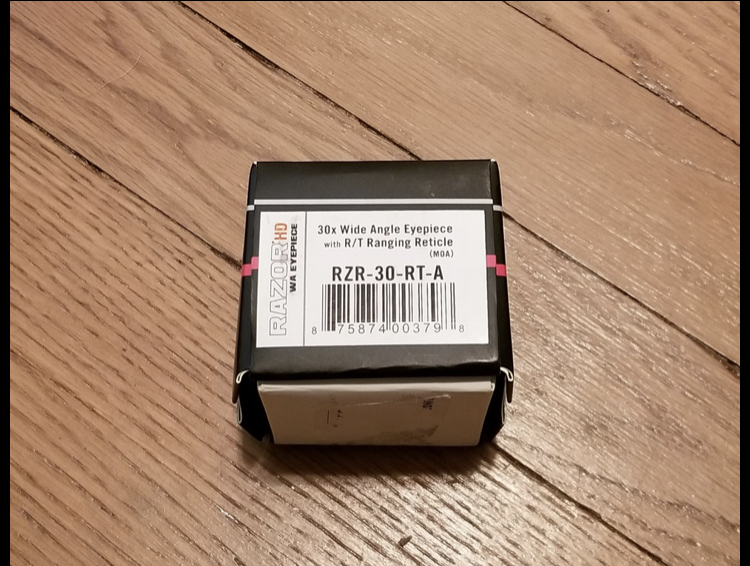 RAZOR HD
WA EYEPIECE
30x Wide Angle Eyepiece
with R/T Ranging Reticle
(MOA)
RZR-30-RT-A
8 75874 00379 8